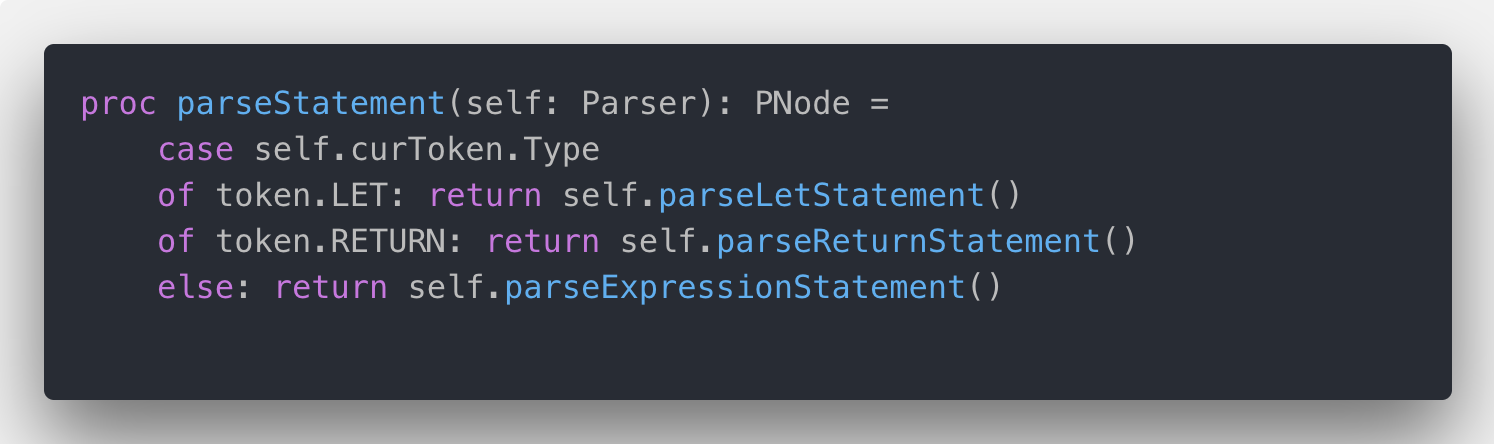 proc parseStatement(self: Parser): PNode =
    case self.curToken.Type
    of token.LET: return self.parseLetStatement()
    of token.RETURN: return self.parseReturnStatement()
    else: return self.parseExpressionStatement()